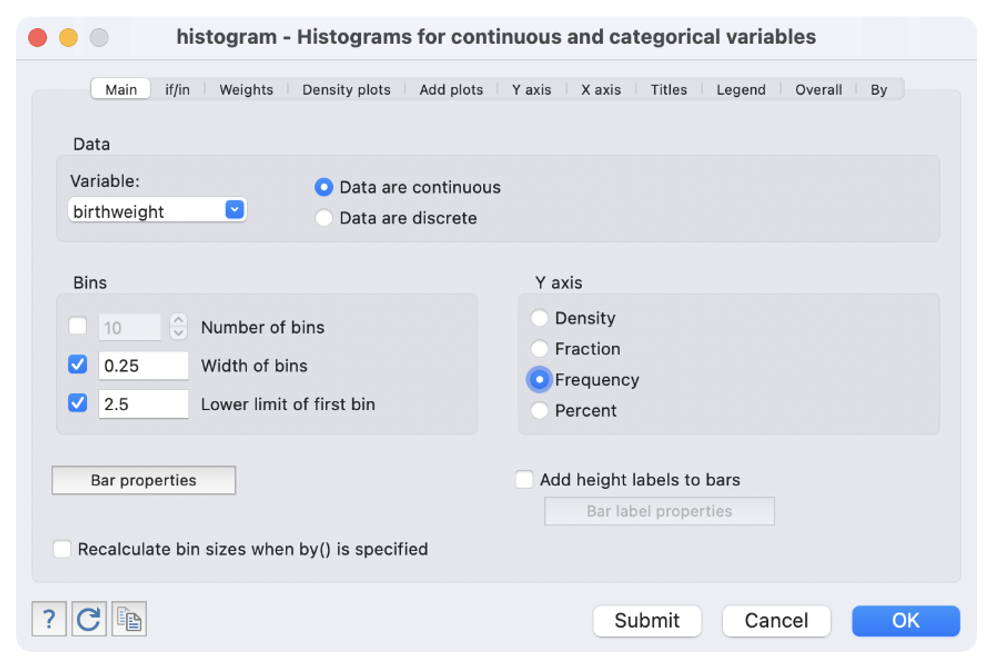 histogram - Histograms for continuous and categorical variables
Main if/in Weights Density plots Add plots Y axis X axis Titles Legend Overall By
Data
Variable:
birthweight
Data are continuous
Data are discrete
Bins
10 Number of bins
0.25 Width of bins
2.5 Lower limit of first bin
Y axis
Density
Fraction
Frequency
Percent
Bar properties
Add height labels to bars
Bar label properties
Recalculate bin sizes when by() is specified
? Submit Cancel OK